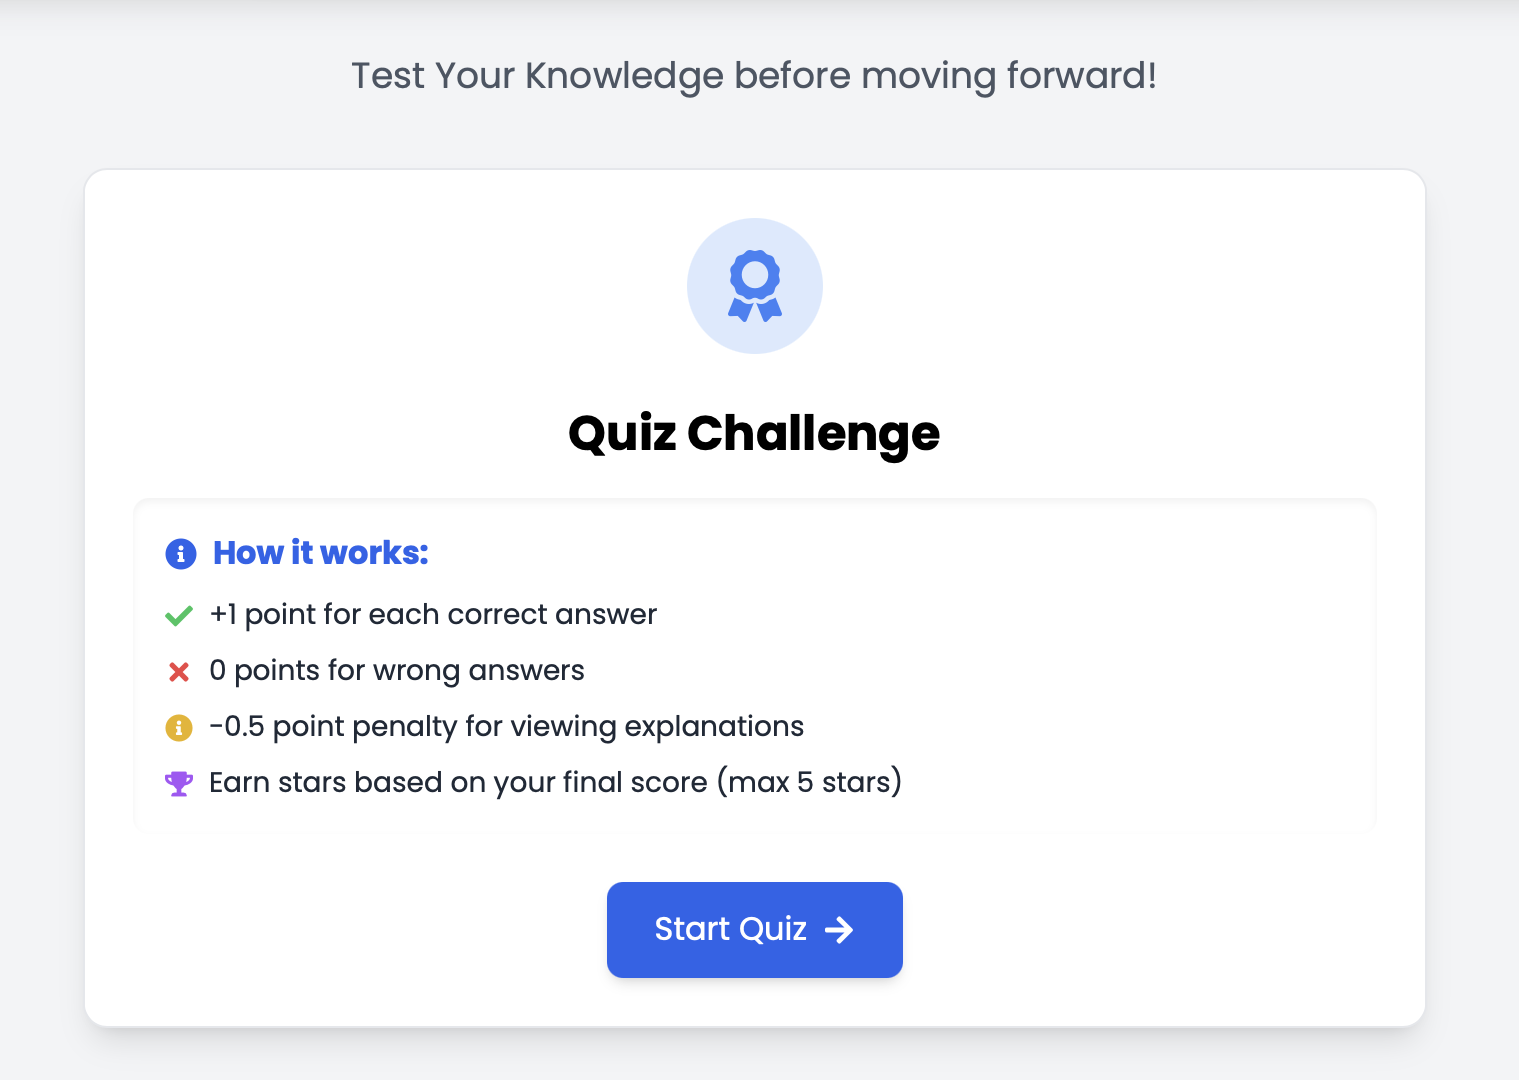 Test Your Knowledge before moving forward!
Quiz Challenge
How it works:
+1 point for each correct answer
0 points for wrong answers
-0.5 point penalty for viewing explanations
Earn stars based on your final score (max 5 stars)
Start Quiz